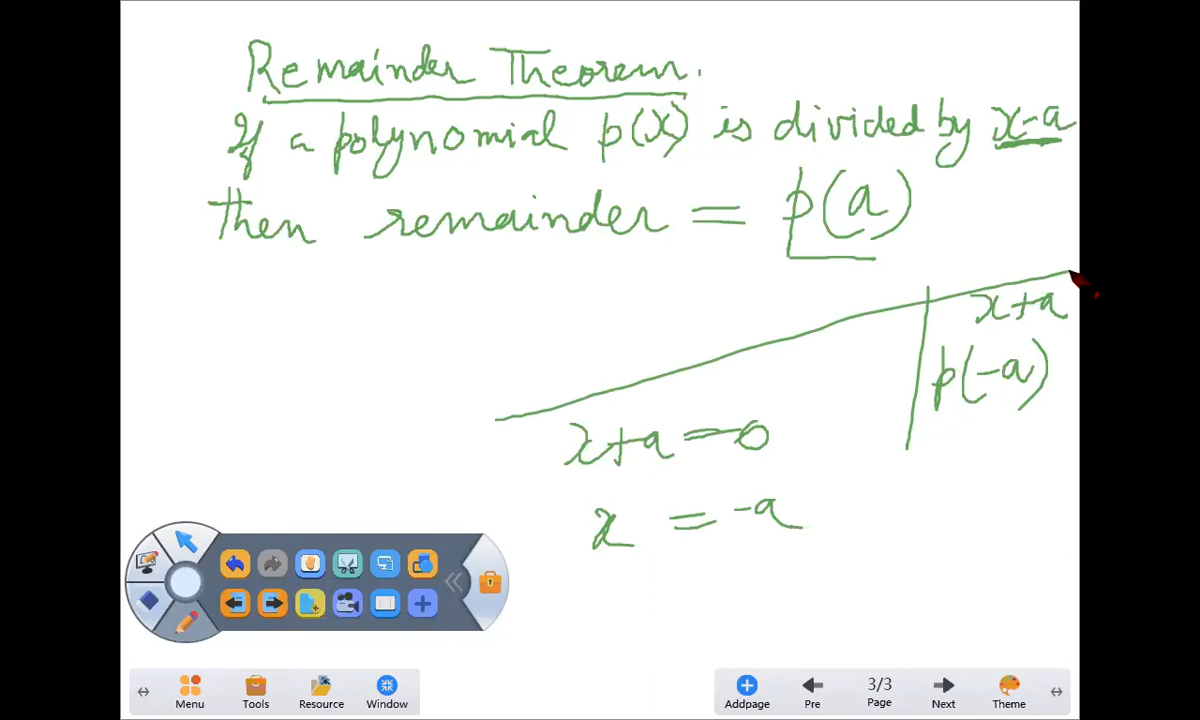 Remainder Theorem.
If a polynomial p(x) is divided by x-a
then remainder = p(a)
x+a
p(-a)
x+a=0
x = -a
Menu Tools Resource Window
Addpage Pre 3/3 Page Next Theme